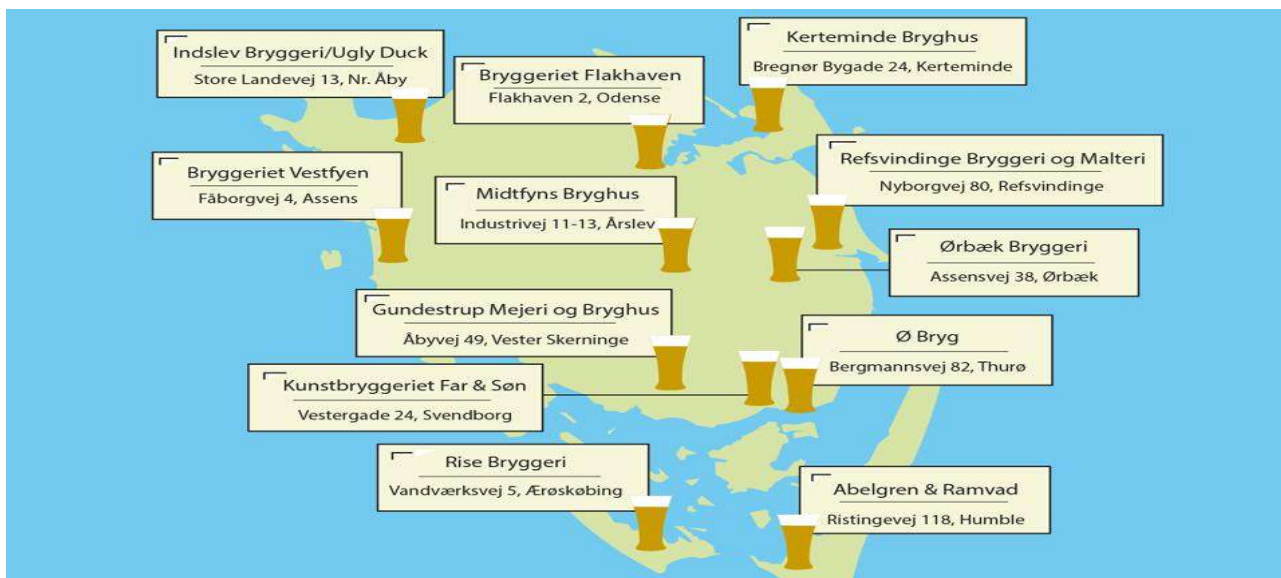 Indslev Bryggeri/Ugly Duck
Store Landevej 13, Nr. Åby
Bryggeriet Flakhaven
Flakhaven 2, Odense
Kerteminde Bryghus
Bregnør Bygade 24, Kerteminde
Bryggeriet Vestfyen
Fåborgvej 4, Assens
Midtfyns Bryghus
Industrivej 11-13, Årslev
Refsvindinge Bryggeri og Malteri
Nyborgvej 80, Refsvindinge
Ørbæk Bryggeri
Assensvej 38, Ørbæk
Gundestrup Mejeri og Bryghus
Åbyvej 49, Vester Skerninge
Ø Bryg
Bergmannsvej 82, Thurø
Kunstbryggeriet Far & Søn
Vestergade 24, Svendborg
Rise Bryggeri
Vandværksvej 5, Ærøskøbing
Abelgren & Ramvad
Ristingevej 118, Humble